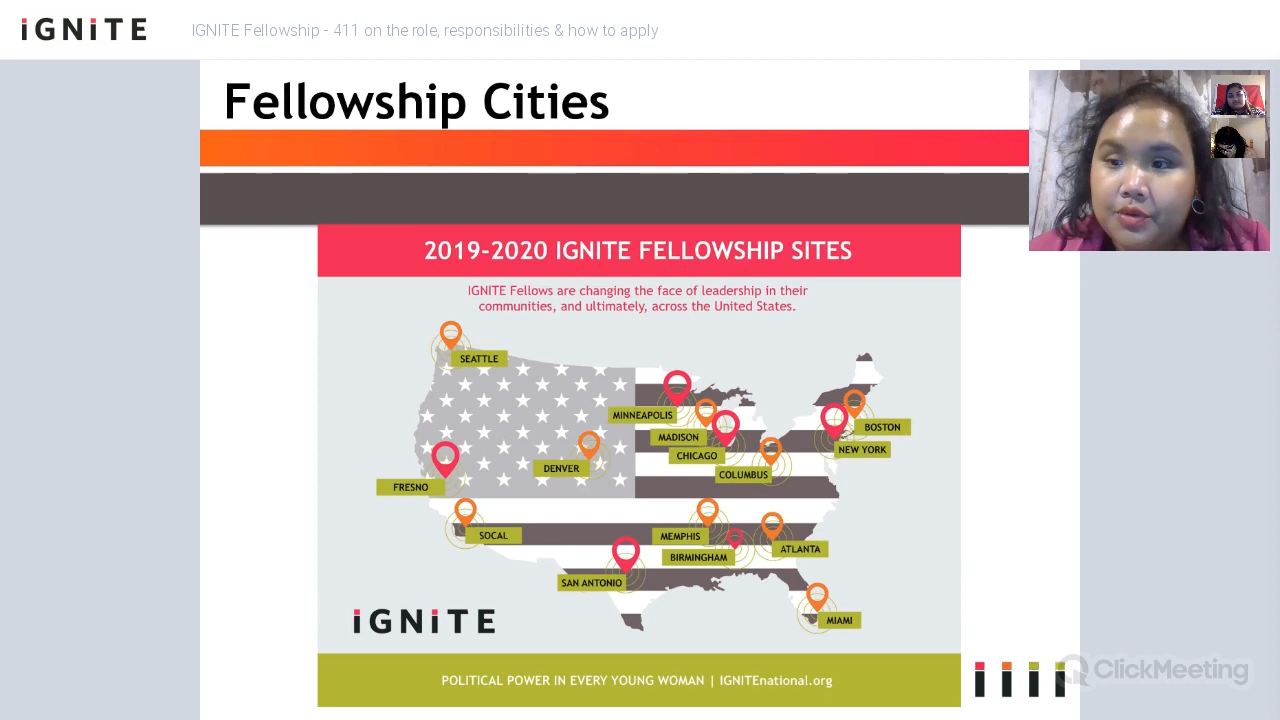 iGNiTE
IGNITE Fellowship - 411 on the role, responsibilities & how to apply
Fellowship Cities
2019-2020 IGNITE FELLOWSHIP SITES
IGNITE Fellows are changing the face of leadership in their
communities, and ultimately, across the United States.
SEATTLE
MINNEAPOLIS
BOSTON
MADISON
NEW YORK
CHICAGO
DENVER
COLUMBUS
FRESNO
SOCAL
MEMPHIS
ATLANTA
BIRMINGHAM
SAN ANTONIO
MIAMI
iGNiTE
POLITICAL POWER IN EVERY YOUNG WOMAN | IGNITEnational.org
ClickMeeting